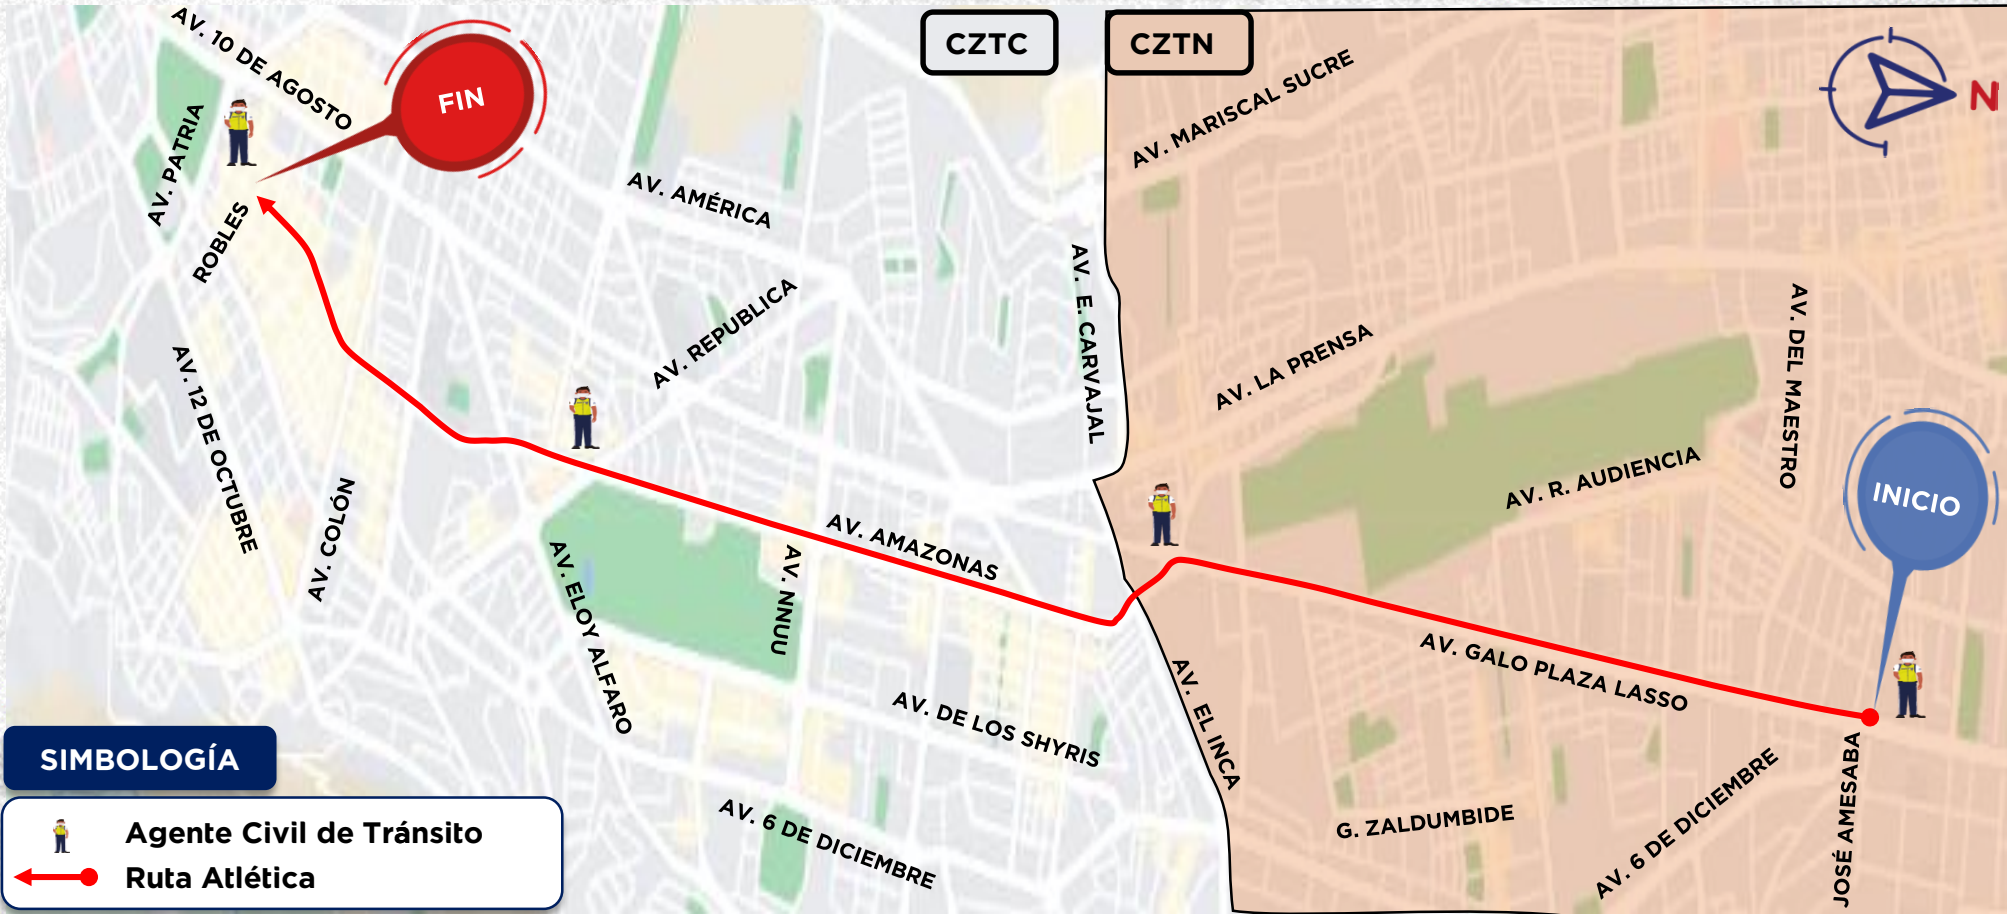 AV. 10 DE AGOSTO
FIN
CZTC
CZTN
AV. MARISCAL SUCRE
N
AV. PATRIA
ROBLES
AV. AMÉRICA
AV. REPUBLICA
AV. E. CARVAJAL
AV. LA PRENSA
AV. DEL MAESTRO
AV. 12 DE OCTUBRE
AV. COLÓN
AV. R. AUDIENCIA
INICIO
AV. AMAZONAS
AV. ELOY ALFARO
AV. NNUU
AV. GALO PLAZA LASSO
AV. DE LOS SHYRIS
AV. EL INCA
AV. 6 DE DICIEMBRE
G. ZALDUMBIDE
AV. 6 DE DICIEMBRE
JOSÉ AMESABA
SIMBOLOGÍA
Agente Civil de Tránsito
Ruta Atlética